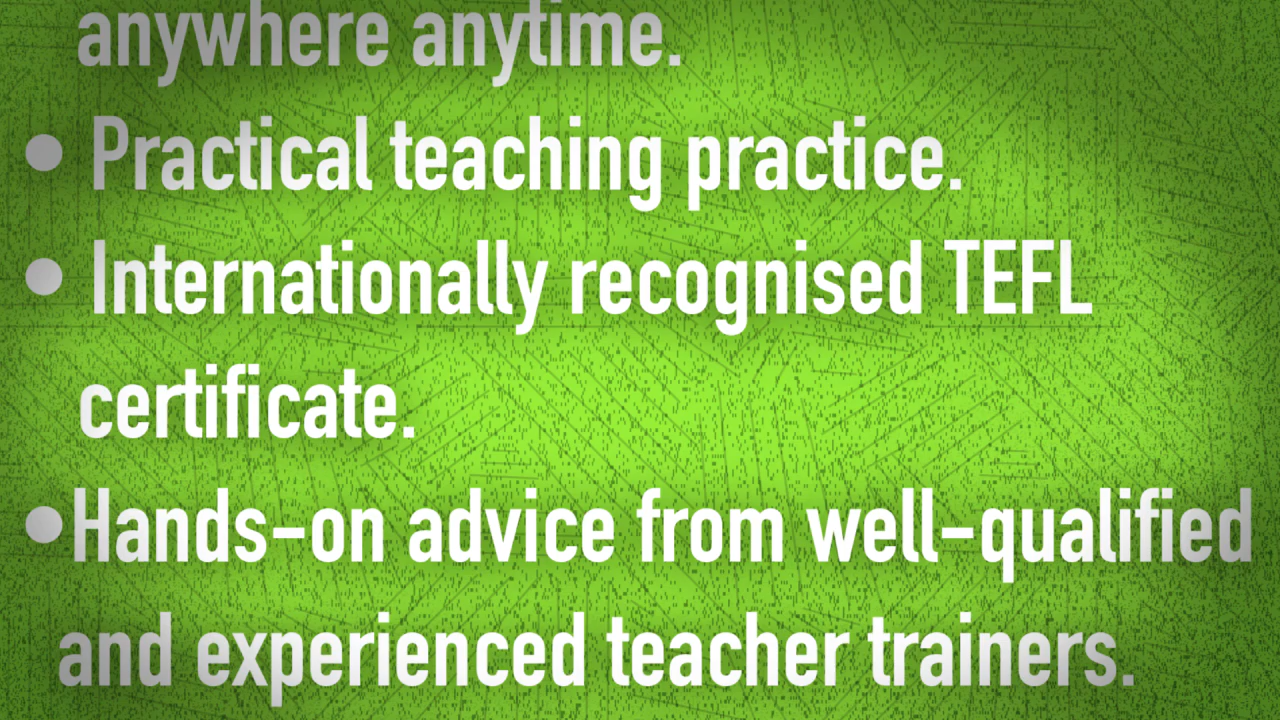 anywhere anytime.
• Practical teaching practice.
• Internationally recognised TEFL
certificate.
•Hands-on advice from well-qualified
and experienced teacher trainers.